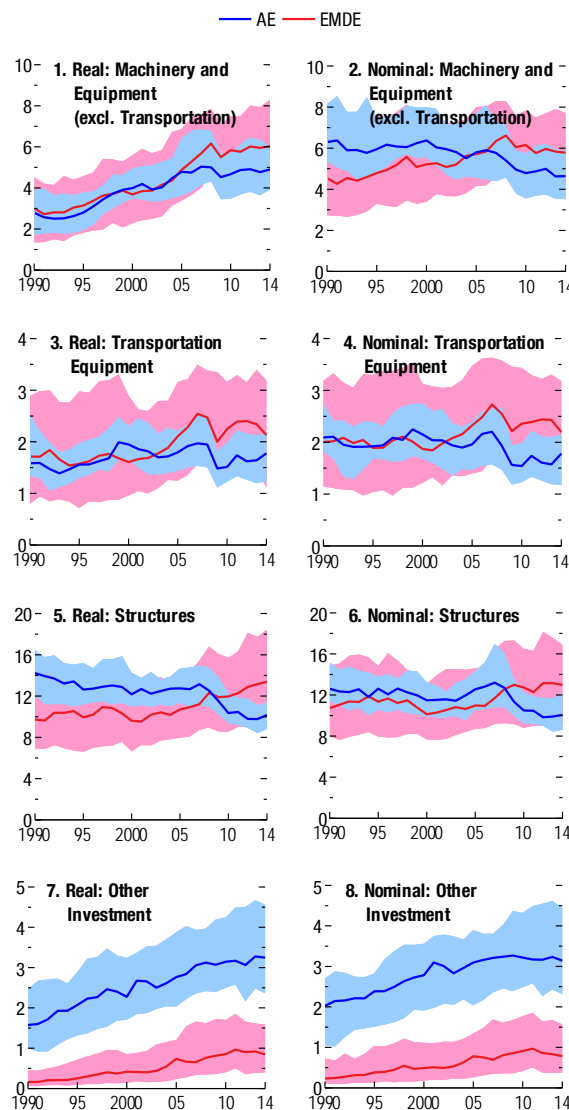 AE EMDE
1. Real: Machinery and
Equipment
(excl. Transportation)
10
8
6
4
2
0
1990 95 2000 05 10 14
2. Nominal: Machinery and
Equipment
(excl. Transportation)
10
8
6
4
2
0
1990 95 2000 05 10 14
3. Real: Transportation
Equipment
4
3
2
1
0
1990 95 2000 05 10 14
4. Nominal: Transportation
Equipment
4
3
2
1
0
1990 95 2000 05 10 14
5. Real: Structures
20
16
12
8
4
0
1990 95 2000 05 10 14
6. Nominal: Structures
20
16
12
8
4
0
1990 95 2000 05 10 14
7. Real: Other
Investment
5
4
3
2
1
0
1990 95 2000 05 10 14
8. Nominal: Other
Investment
5
4
3
2
1
0
1990 95 2000 05 10 14